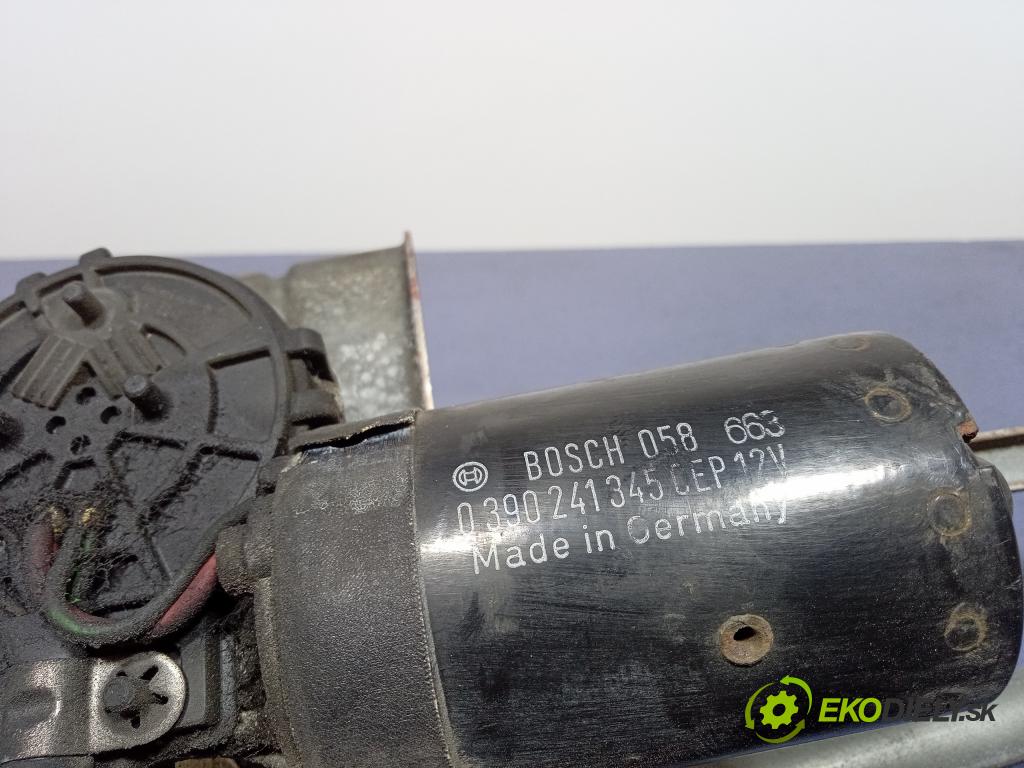 BOSCH 058 663
0 390 241 345 CEP 12V
Made in Germany
EKODIELY.SK